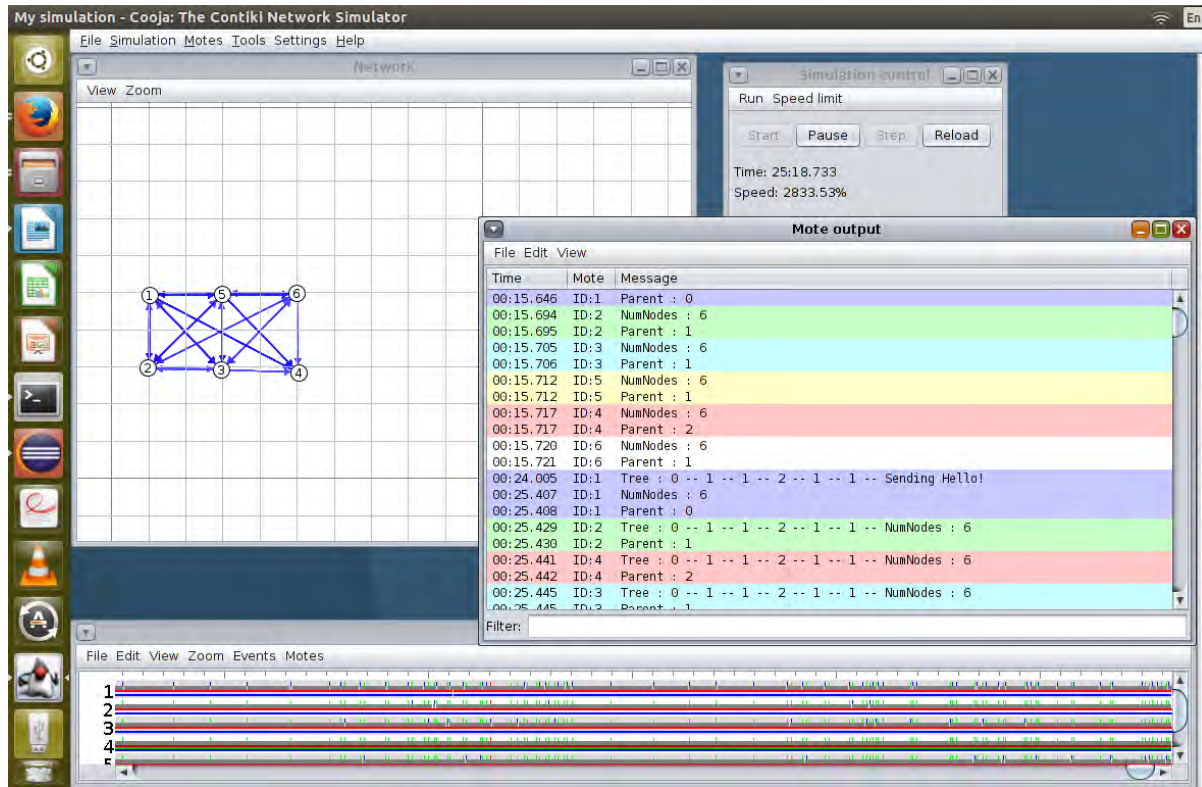 My simulation - Cooja: The Contiki Network Simulator
En
File Simulation Motes Tools Settings Help
Network
View Zoom
1 5 6
2 3 4
Simulation control
Run Speed limit
Start Pause Step Reload
Time: 25:18.733
Speed: 2833.53%
Mote output
File Edit View
Time Mote Message
00:15.646 ID:1 Parent : 0
00:15.694 ID:2 NumNodes : 6
00:15.695 ID:2 Parent : 1
00:15.705 ID:3 NumNodes : 6
00:15.706 ID:3 Parent : 1
00:15.712 ID:5 NumNodes : 6
00:15.712 ID:5 Parent : 1
00:15.717 ID:4 NumNodes : 6
00:15.717 ID:4 Parent : 2
00:15.720 ID:6 NumNodes : 6
00:15.721 ID:6 Parent : 1
00:24.005 ID:1 Tree : 0 -- 1 -- 1 -- 2 -- 1 -- 1 -- Sending Hello!
00:25.407 ID:1 NumNodes : 6
00:25.408 ID:1 Parent : 0
00:25.429 ID:2 Tree : 0 -- 1 -- 1 -- 2 -- 1 -- 1 -- NumNodes : 6
00:25.430 ID:2 Parent : 1
00:25.441 ID:4 Tree : 0 -- 1 -- 1 -- 2 -- 1 -- 1 -- NumNodes : 6
00:25.442 ID:4 Parent : 2
00:25.445 ID:3 Tree : 0 -- 1 -- 1 -- 2 -- 1 -- 1 -- NumNodes : 6
00:25.445 ID:3 Parent : 1
Filter:
File Edit View Zoom Events Motes
1
2
3
4
5